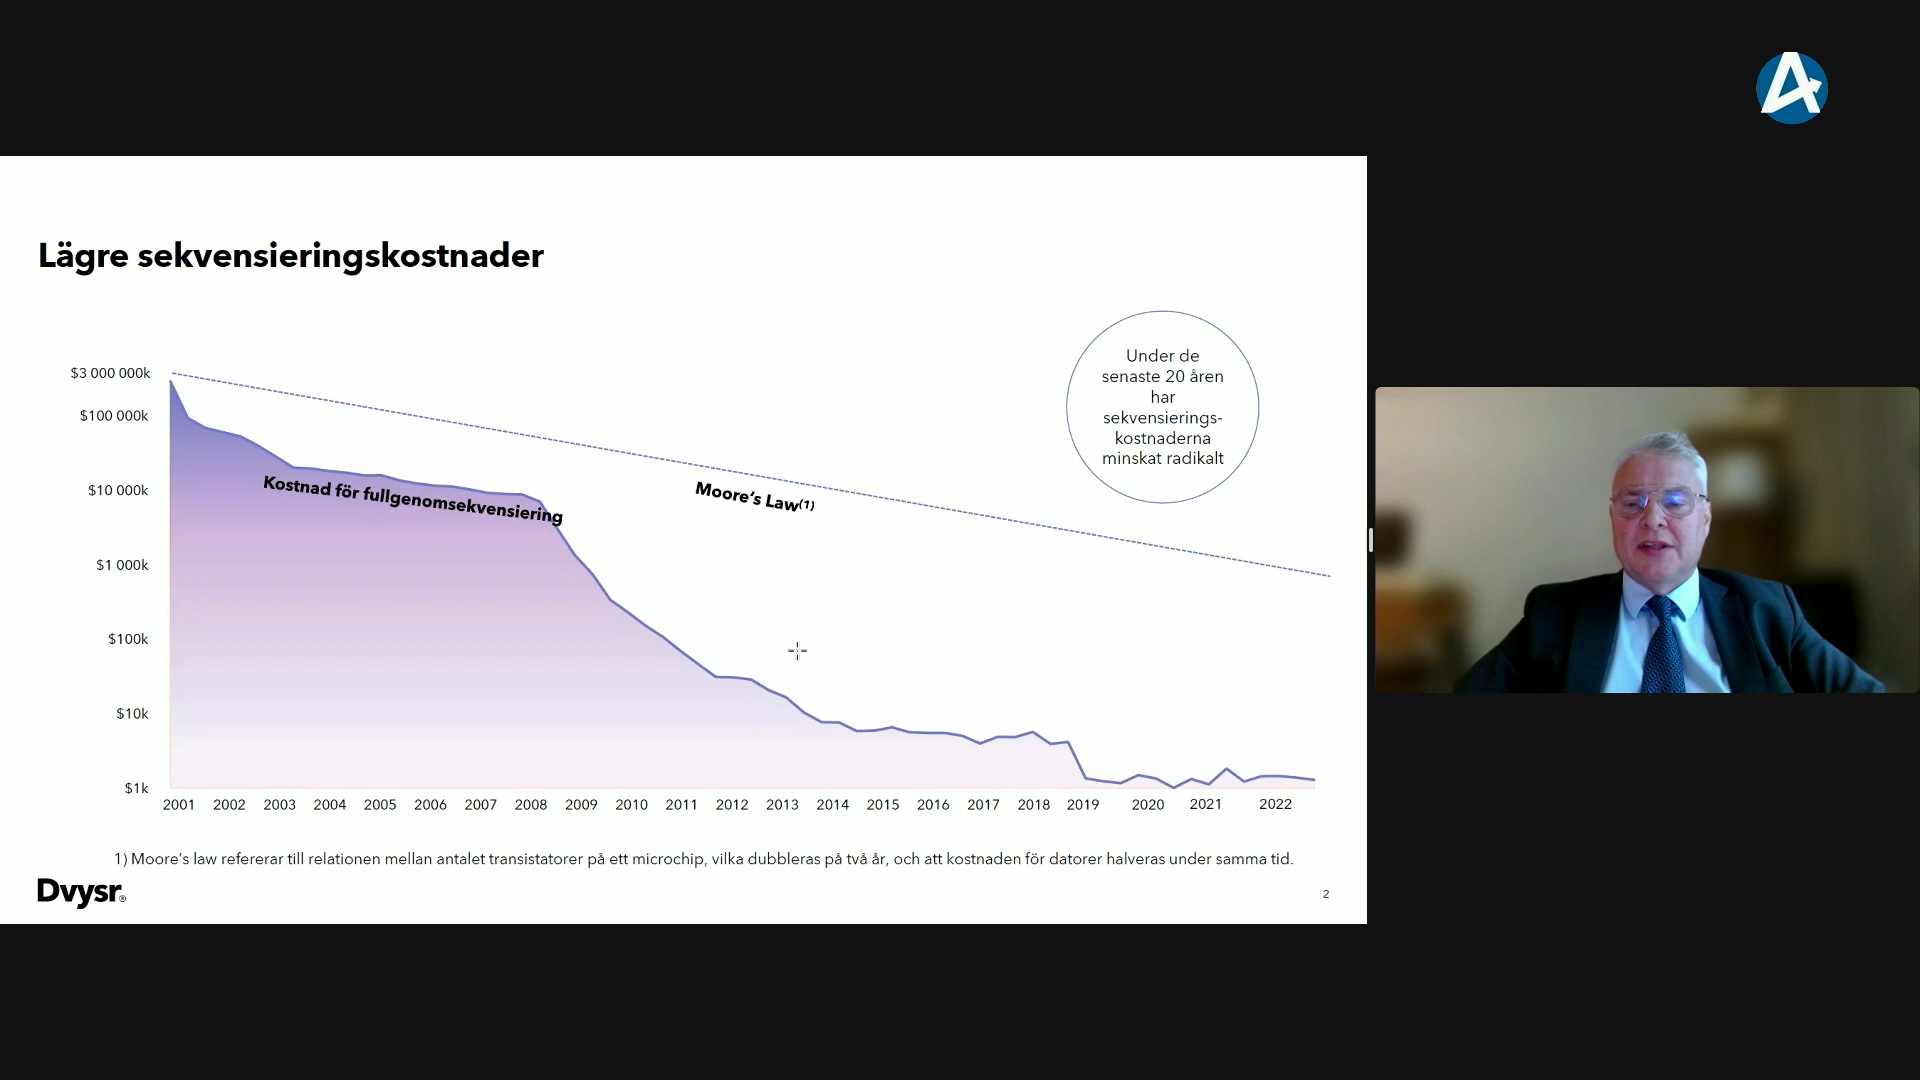 Lägre sekvensieringskostnader
Under de
senaste 20 åren
har
sekvensierings-
kostnaderna
minskat radikalt
$3 000 000k
$100 000k
$10 000k
$1 000k
$100k
$10k
$1k
Kostnad för fullgenomsekvensiering
Moore’s Law(1)
2001 2002 2003 2004 2005 2006 2007 2008 2009 2010 2011 2012 2013 2014 2015 2016 2017 2018 2019 2020 2021 2022
1) Moore’s law refererar till relationen mellan antalet transistatorer på ett microchip, vilka dubbleras på två år, och att kostnaden för datorer halveras under samma tid.
Dvysr®
2